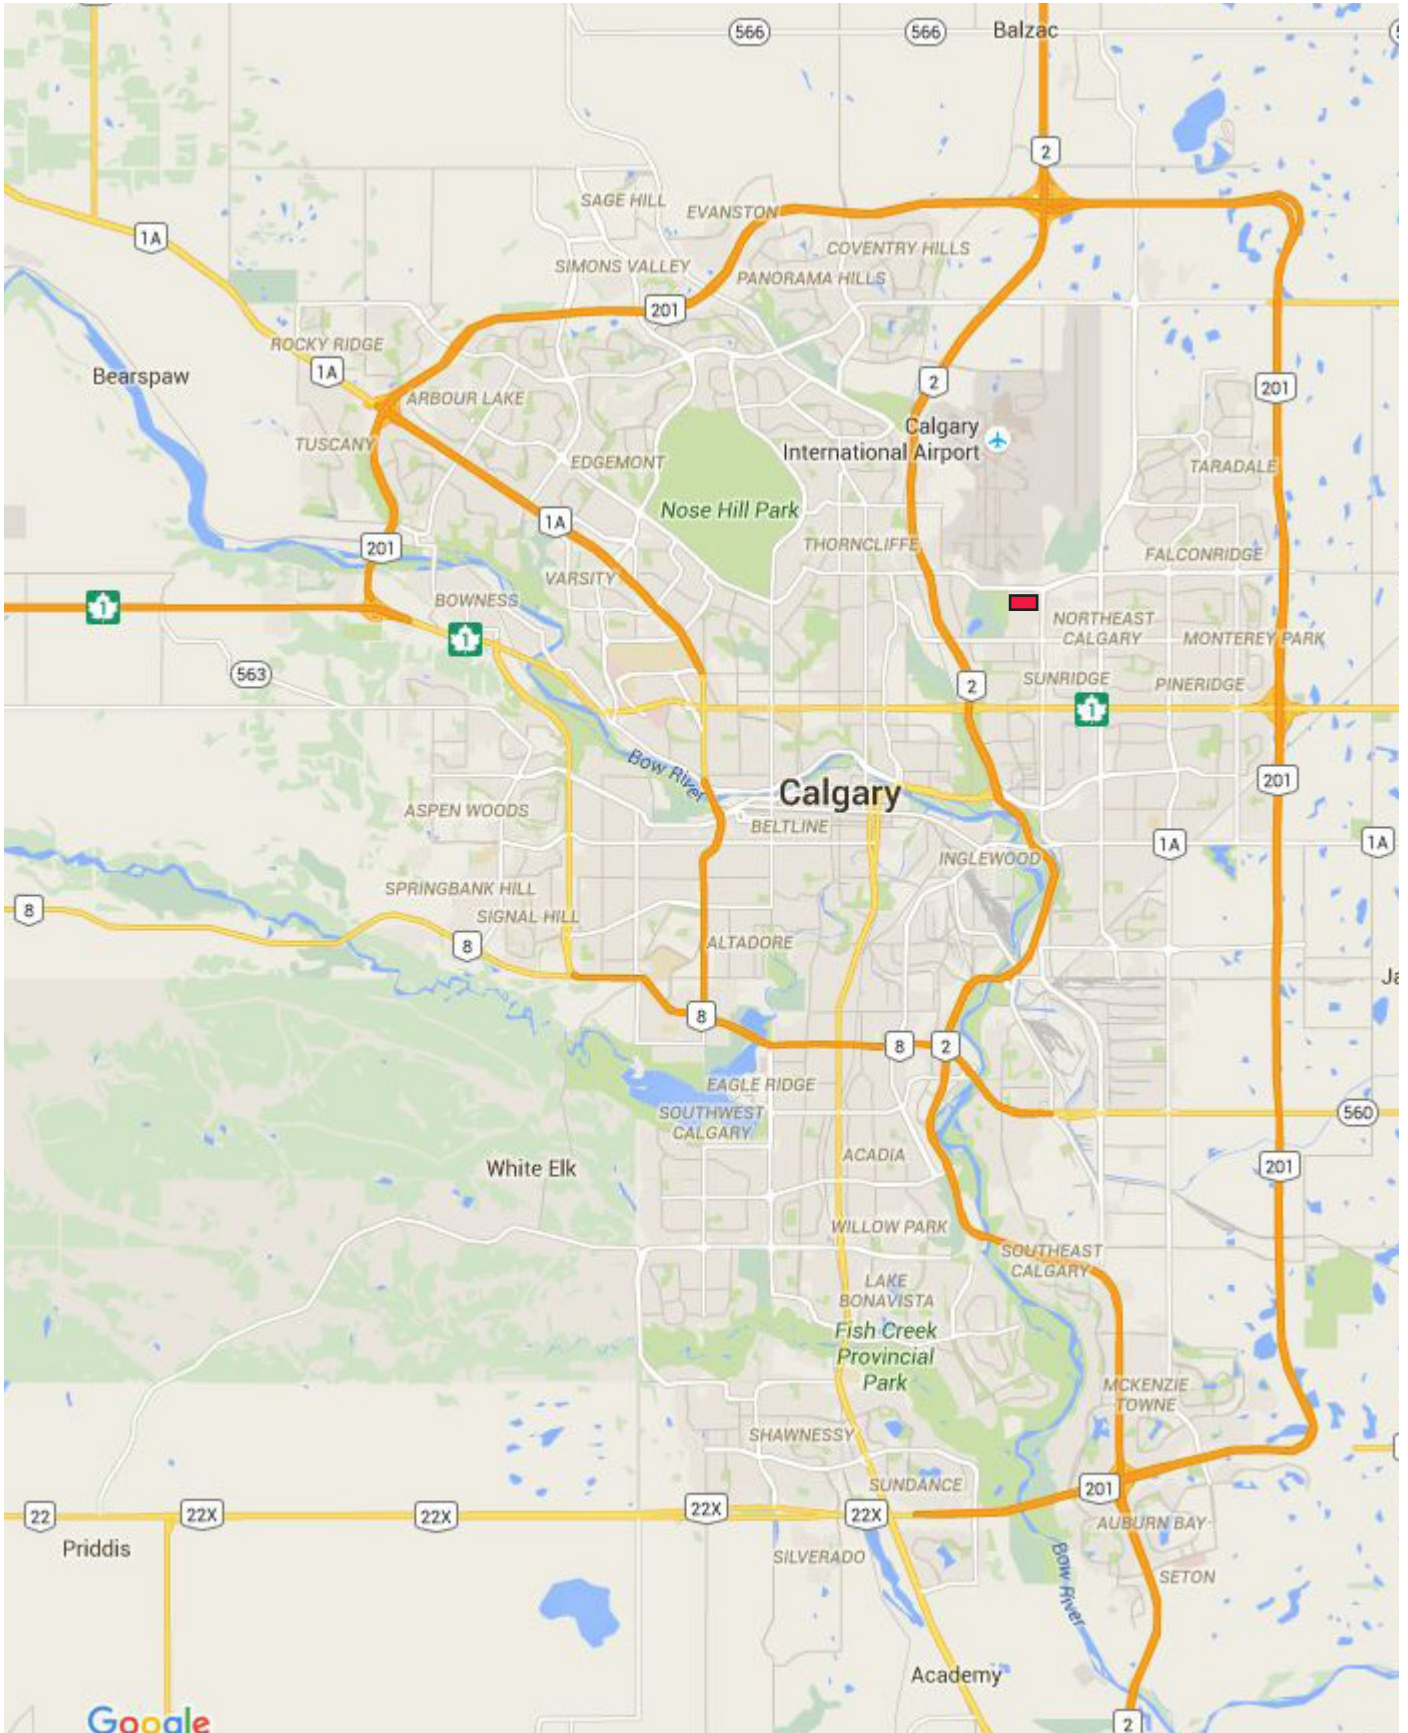 566
566
Balzac
2
SAGE HILL
EVANSTON
1A
COVENTRY HILLS
SIMONS VALLEY
PANORAMA HILLS
201
ROCKY RIDGE
1A
Bearspaw
2
201
ARBOUR LAKE
Calgary
International Airport
TUSCANY
EDGEMONT
TARADALE
Nose Hill Park
1A
201
THORNCLIFFE
FALCONRIDGE
VARSITY
BOWNESS
1
1
NORTHEAST
CALGARY
MONTEREY PARK
563
2
SUNRIDGE
PINERIDGE
1
Bow River
201
Calgary
ASPEN WOODS
BELTLINE
1A
1A
INGLEWOOD
SPRINGBANK HILL
8
SIGNAL HILL
8
ALTADORE
Ja
8
8
2
EAGLE RIDGE
SOUTHWEST
CALGARY
560
ACADIA
White Elk
201
WILLOW PARK
SOUTHEAST
CALGARY
LAKE
BONAVISTA
Fish Creek
Provincial
Park
MCKENZIE
TOWNE
SHAWNESSY
SUNDANCE
201
22
22X
22X
22X
22X
AUBURN BAY
Priddis
SILVERADO
Bow River
SETON
Academy
Google
2